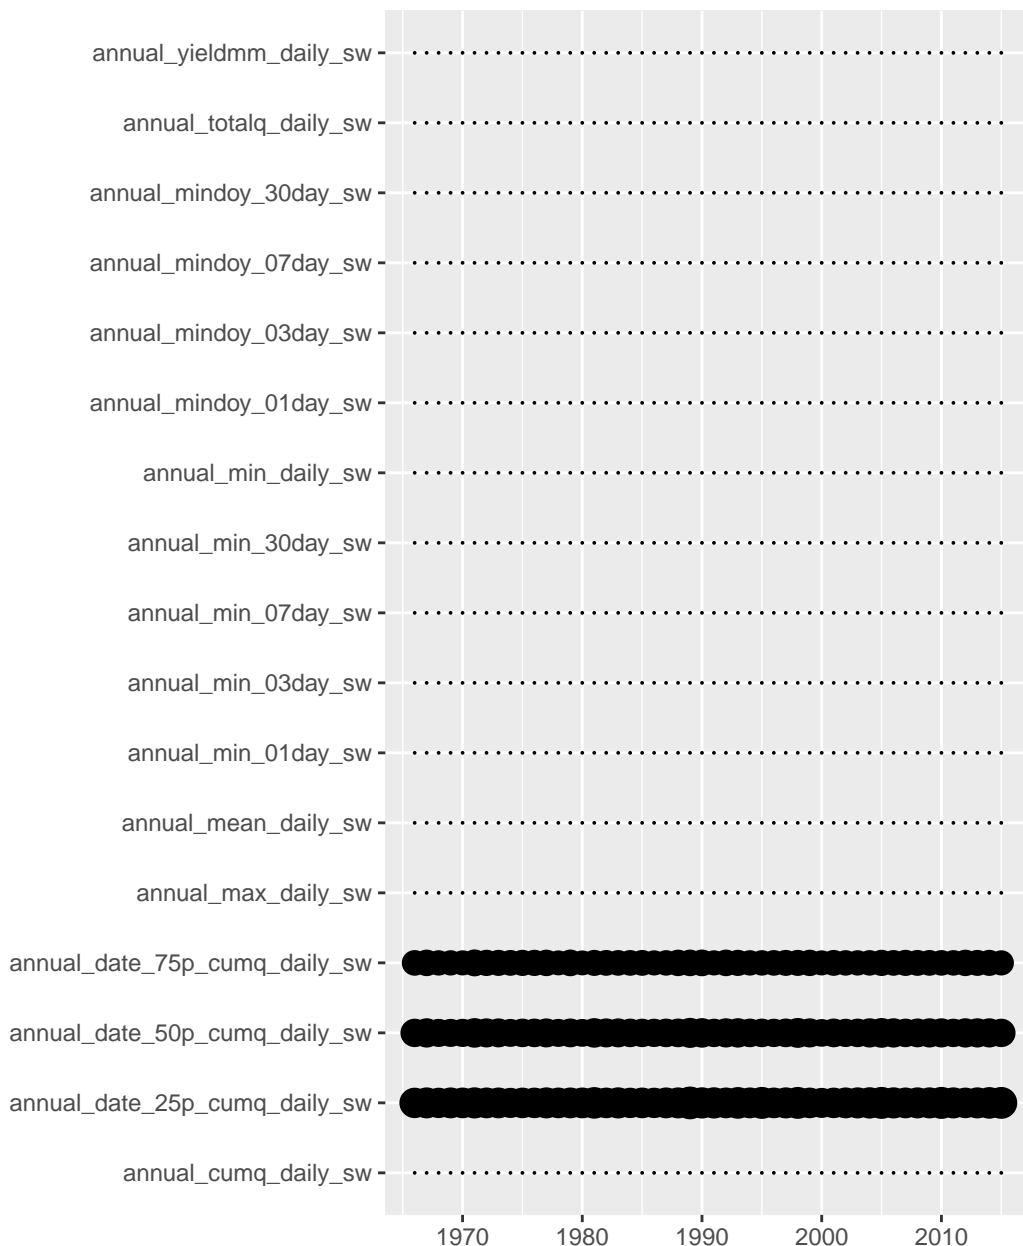 annual_yieldmm_daily_sw
annual_totalq_daily_sw
annual_mindoy_30day_sw
annual_mindoy_07day_sw
annual_mindoy_03day_sw
annual_mindoy_01day_sw
annual_min_daily_sw
annual_min_30day_sw
annual_min_07day_sw
annual_min_03day_sw
annual_min_01day_sw
annual_mean_daily_sw
annual_max_daily_sw
annual_date_75p_cumq_daily_sw
annual_date_50p_cumq_daily_sw
annual_date_25p_cumq_daily_sw
annual_cumq_daily_sw
1970 1980 1990 2000 2010